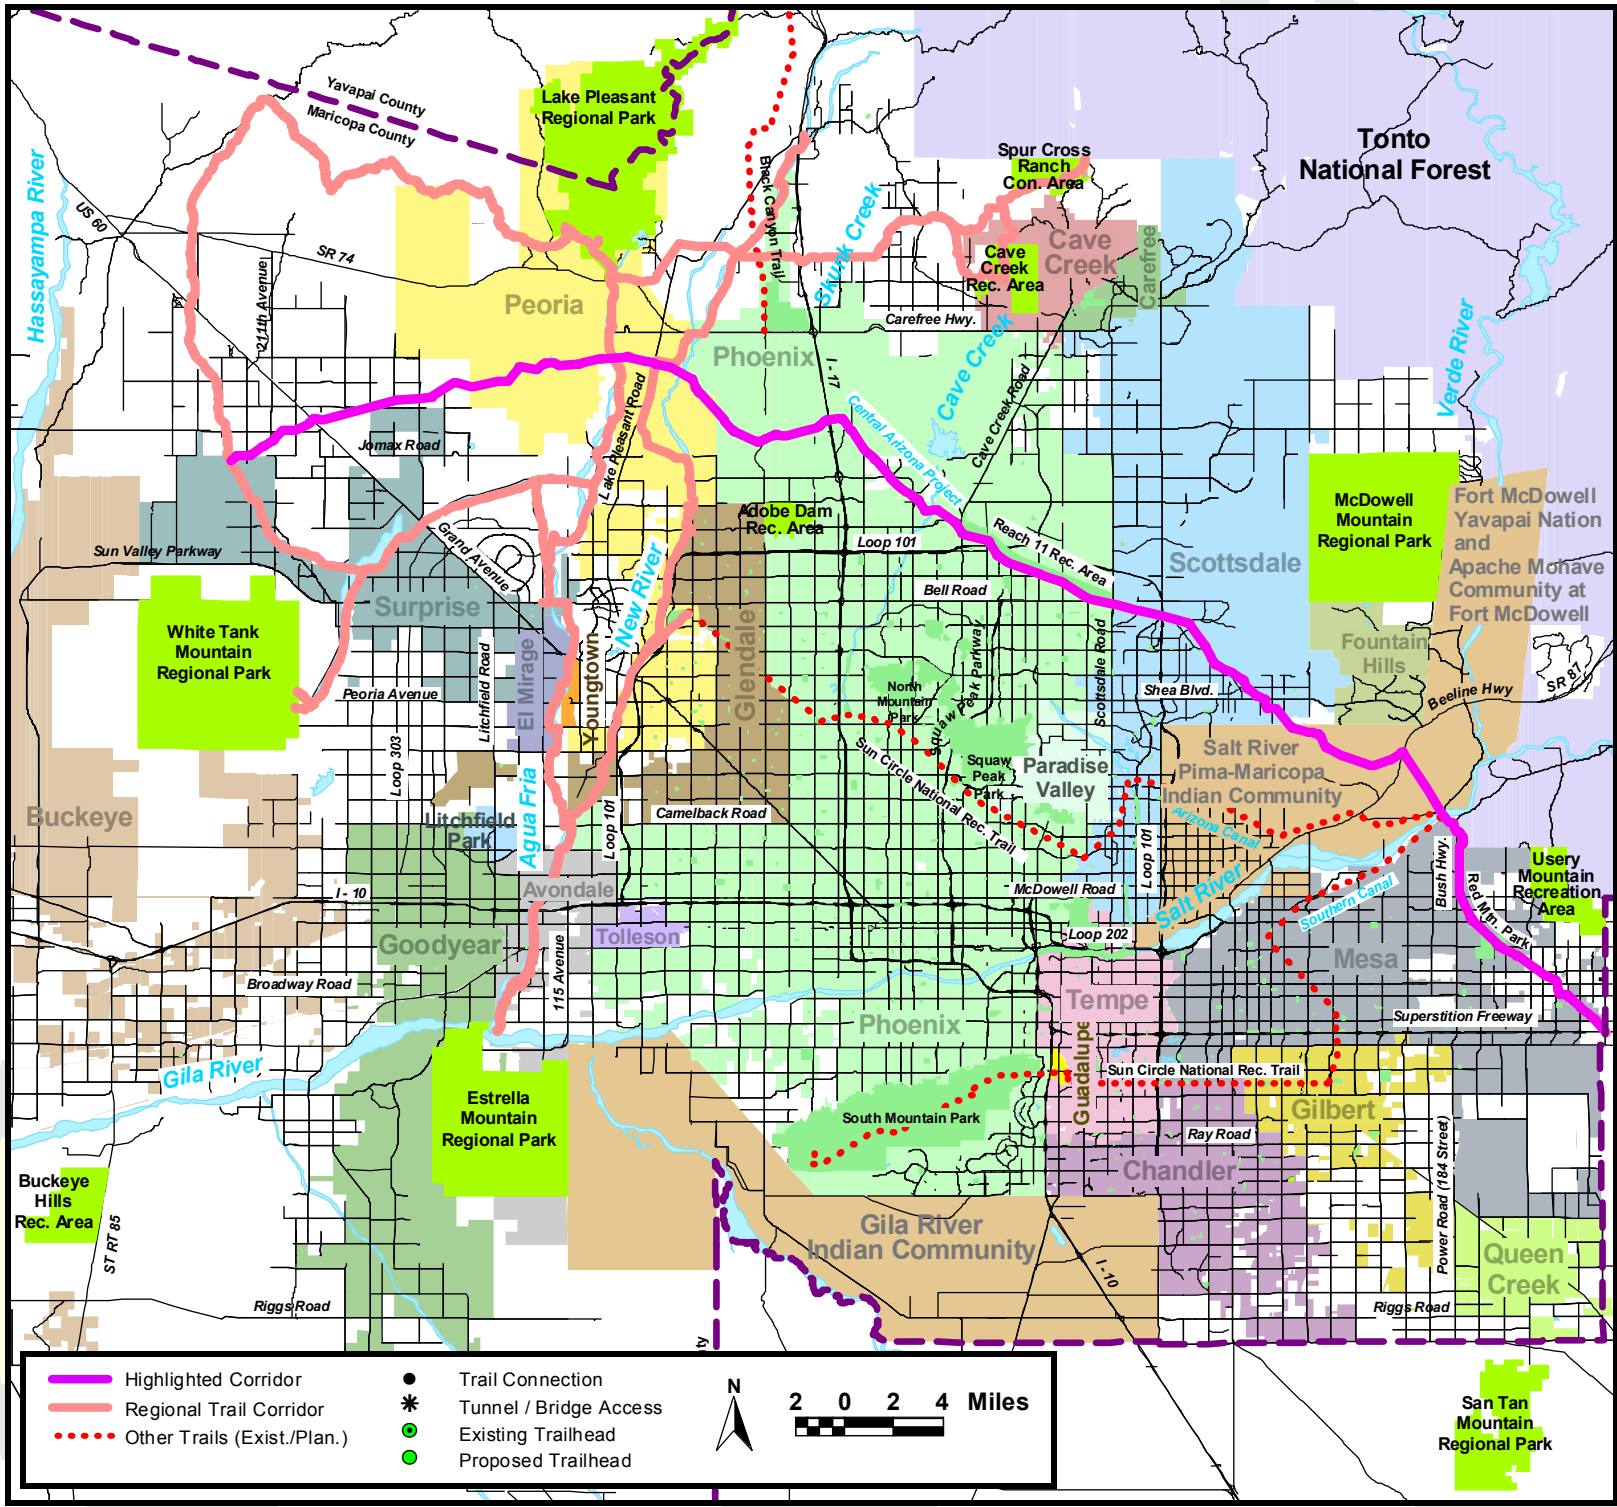 Yavapai County
Maricopa County
Lake Pleasant
Regional Park
Tonto
National Forest
Spur Cross
Ranch
Con. Area
Hassayampa River
US 60
SR 74
211th Avenue
Black Canyon Trail
Skunk Creek
Cave
Creek
Carefree
Cave
Creek
Rec. Area
Peoria
Carefree Hwy.
Phoenix
I - 17
Cave Creek
Cave Creek Road
Verde River
Lake Pleasant Road
Central Arizona Project
Jomax Road
Adobe Dam
Rec. Area
McDowell
Mountain
Regional Park
Fort McDowell
Yavapai Nation
and
Apache Mohave
Community at
Fort McDowell
Sun Valley Parkway
Grand Avenue
Loop 101
Reach 11 Rec. Area
Scottsdale
Bell Road
New River
Surprise
White Tank
Mountain
Regional Park
Litchfield Road
El Mirage
Youngtown
Glendale
Squaw Peak Parkway
Scottsdale Road
Fountain
Hills
SR 87
Beeline Hwy
Peoria Avenue
North
Mountain
Park
Shea Blvd.
Loop 303
Sun Circle National Rec. Trail
Squaw
Peak
Park
Paradise
Valley
Salt River
Pima-Maricopa
Indian Community
Buckeye
Litchfield
Park
Agua Fria
Loop 101
Camelback Road
Loop 101
Arizona Canal
Bush Hwy.
Usery
Mountain
Recreation
Area
Avondale
I - 10
McDowell Road
Salt River
Southern Canal
Red Mtn. Park
Goodyear
Tolleson
Loop 202
Mesa
Broadway Road
115 Avenue
Tempe
Phoenix
Superstition Freeway
Gila River
Guadalupe
Sun Circle National Rec. Trail
Estrella
Mountain
Regional Park
South Mountain Park
Gilbert
Ray Road
Chandler
Power Road (184 Street)
Buckeye
Hills
Rec. Area
ST RT 85
Gila River
Indian Community
I - 10
Queen
Creek
Riggs Road
Riggs Road
ty
Highlighted Corridor
Regional Trail Corridor
Other Trails (Exist./Plan.)
Trail Connection
Tunnel / Bridge Access
Existing Trailhead
Proposed Trailhead
N
2 0 2 4 Miles
San Tan
Mountain
Regional Park